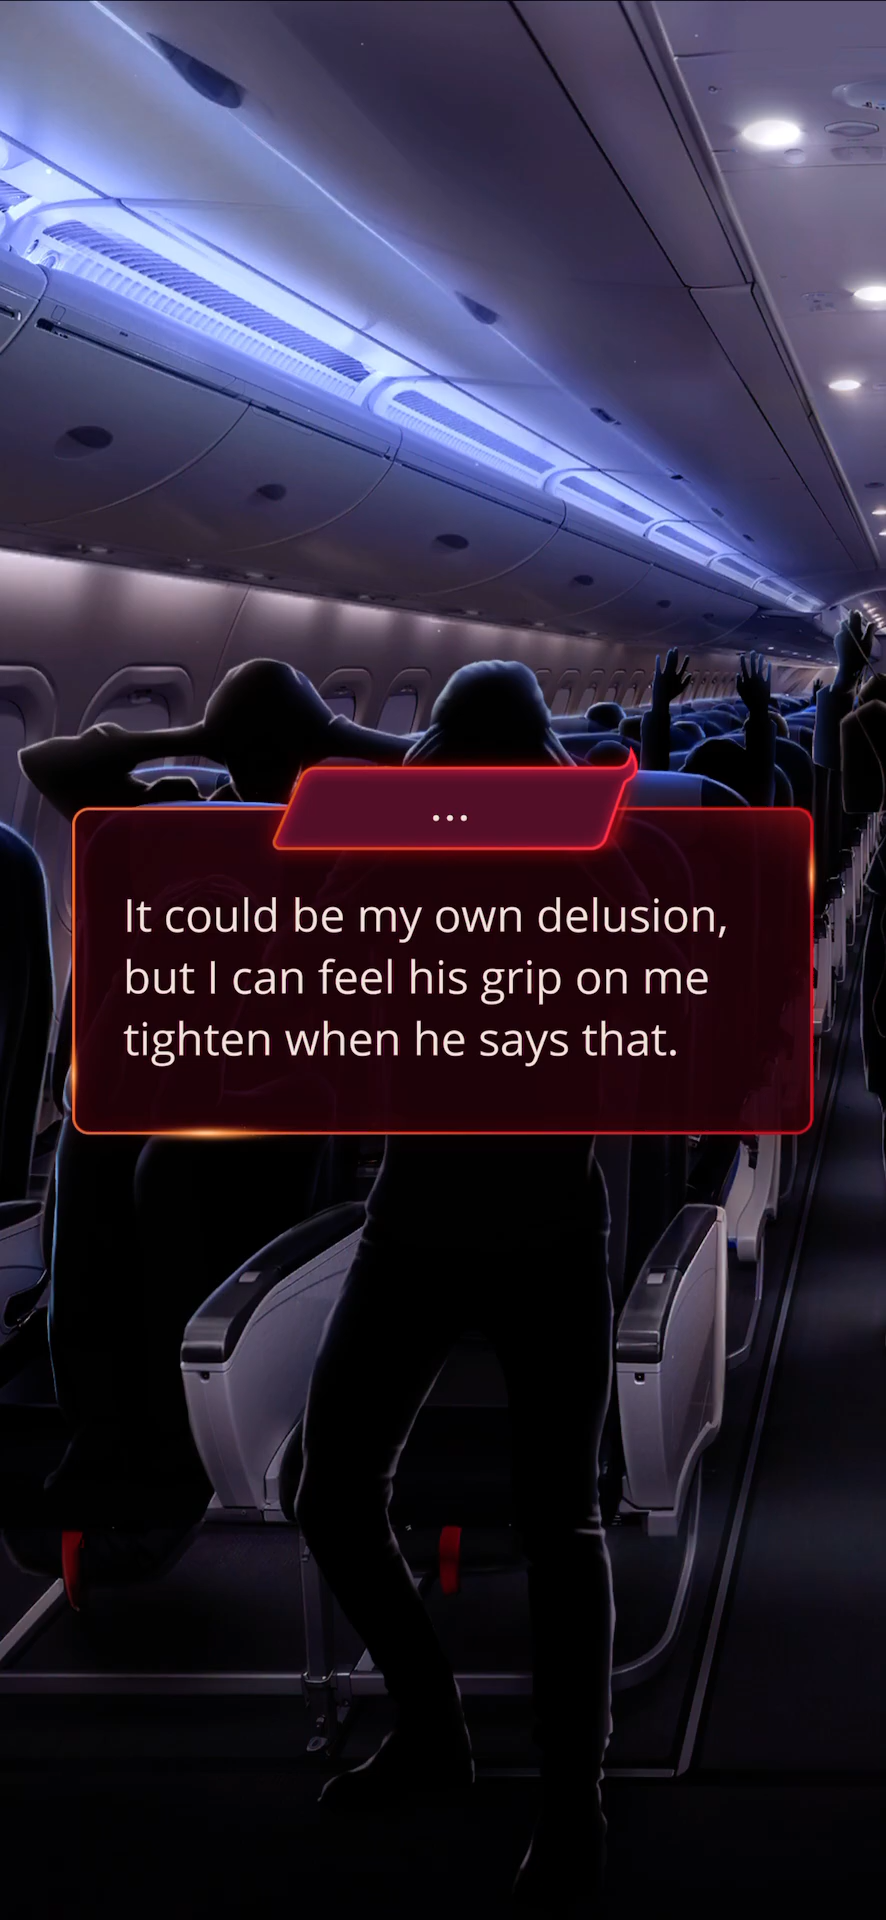 ...
It could be my own delusion,
but I can feel his grip on me
tighten when he says that.